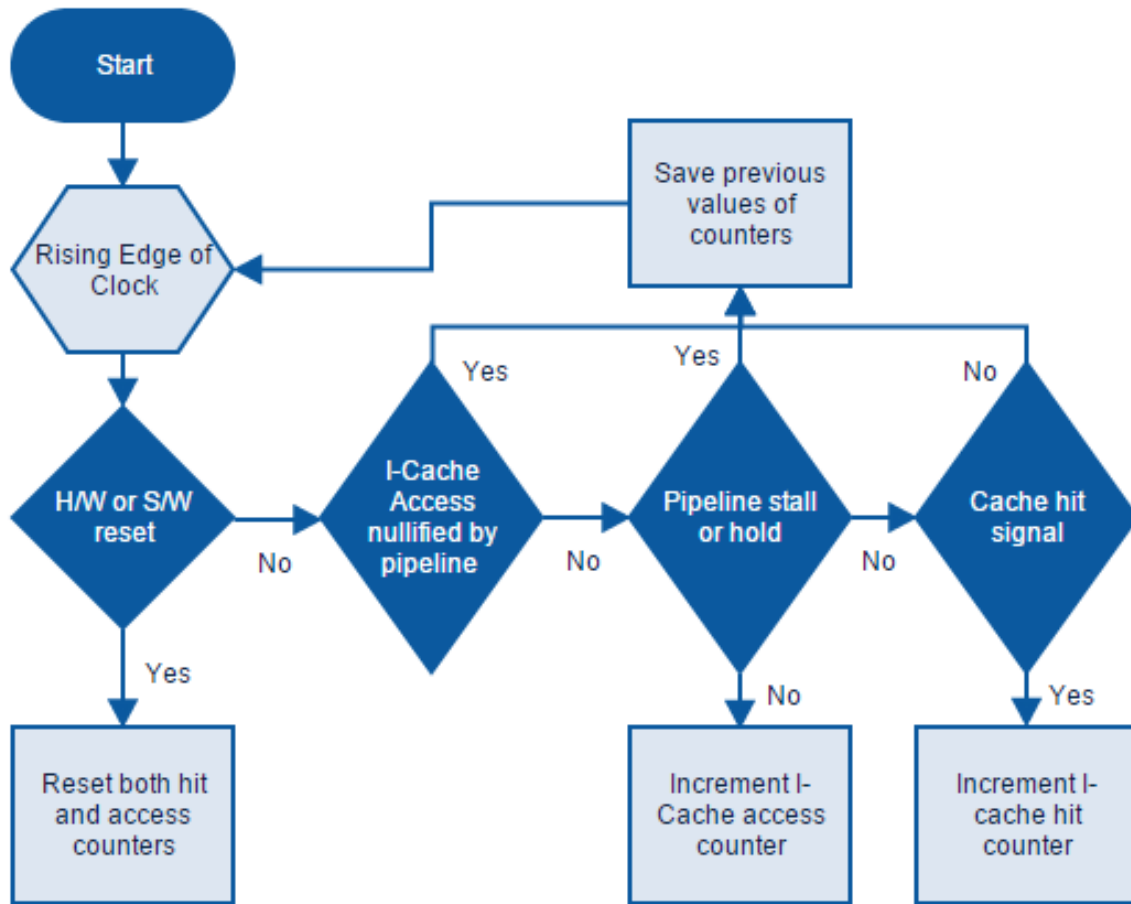 Start
Save previous
values of
counters
Rising Edge of
Clock
Yes
Yes
No
H/W or S/W
reset
No
I-Cache
Access
nullified by
pipeline
No
Pipeline stall
or hold
No
Cache hit
signal
Yes
No
Yes
Reset both hit
and access
counters
Increment I-
Cache access
counter
Increment I-
cache hit
counter